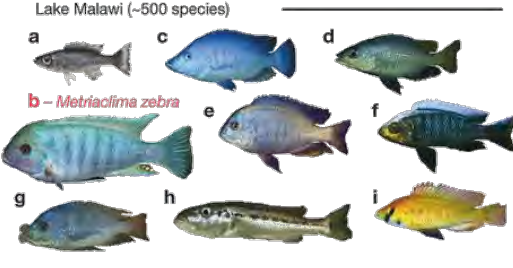 Lake Malawi (~500 species)
a
c
d
b – Metriaclima zebra
e
f
g
h
i